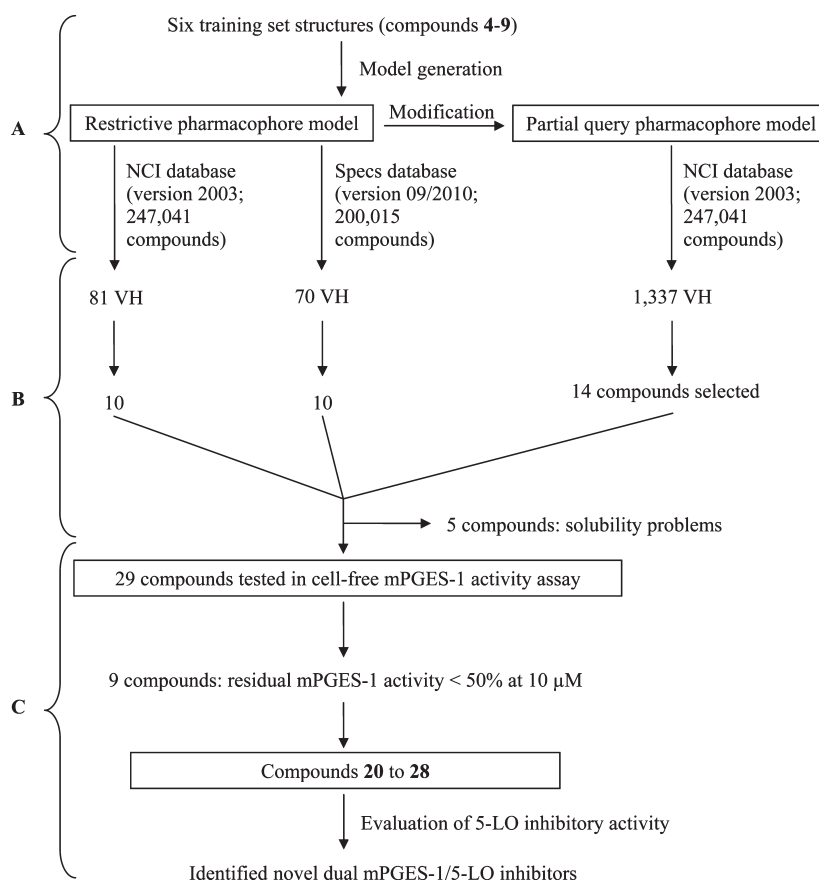 Six training set structures (compounds 4-9)
Model generation
A
Restrictive pharmacophore model
Modification
Partial query pharmacophore model
NCI database
(version 2003;
247,041
compounds)
Specs database
(version 09/2010;
200,015
compounds)
NCI database
(version 2003;
247,041
compounds)
B
81 VH
70 VH
1,337 VH
10
10
14 compounds selected
5 compounds: solubility problems
C
29 compounds tested in cell-free mPGES-1 activity assay
9 compounds: residual mPGES-1 activity < 50% at 10 µM
Compounds 20 to 28
Evaluation of 5-LO inhibitory activity
Identified novel dual mPGES-1/5-LO inhibitors